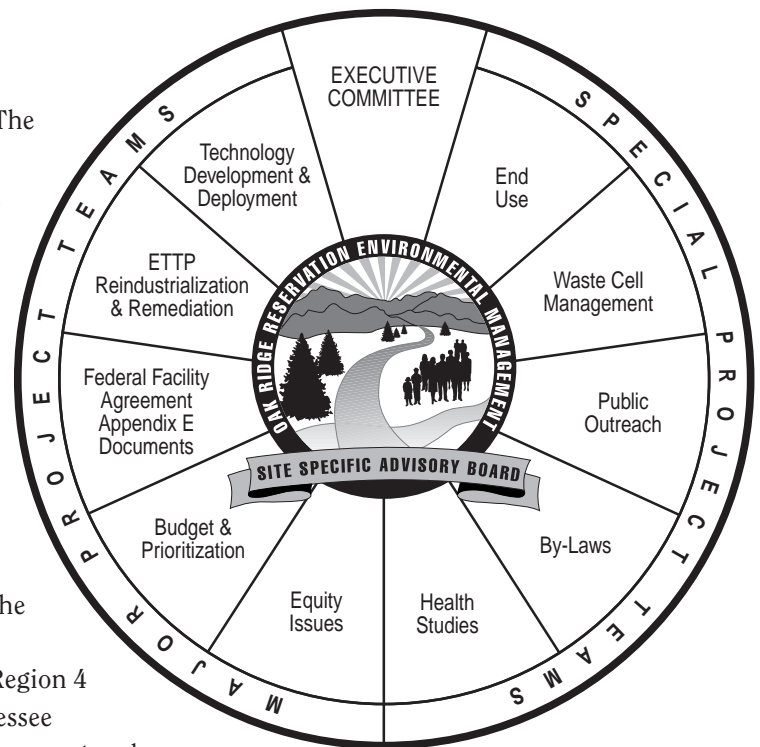 The
he
Region 4
essee
EXECUTIVE
COMMITTEE
SPECIAL PROJECT TEAMS
End
Use
Waste Cell
Management
Public
Outreach
By-Laws
Health
Studies
MAJOR PROJECT TEAMS
Equity
Issues
Budget &
Prioritization
Federal Facility
Agreement
Appendix E
Documents
ETTP
Reindustrialization
& Remediation
Technology
Development &
Deployment
OAK RIDGE RESERVATION ENVIRONMENTAL MANAGEMENT
SITE SPECIFIC ADVISORY BOARD